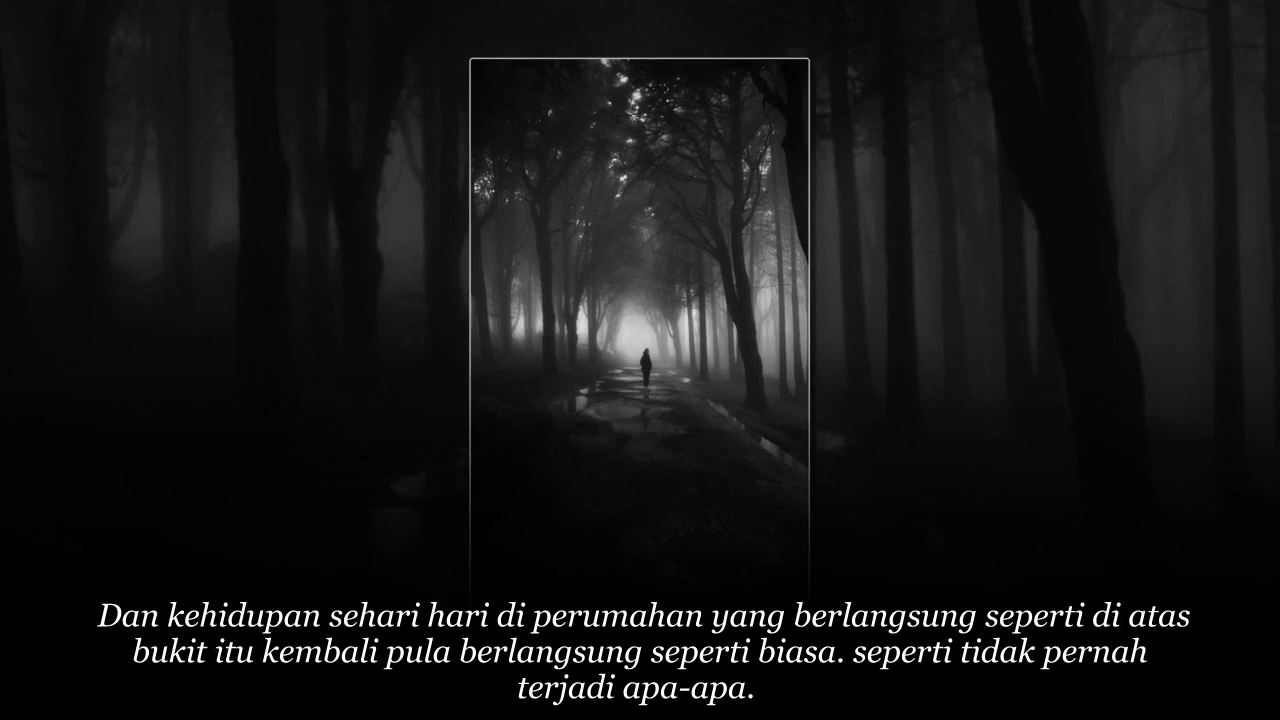 Dan kehidupan sehari hari di perumahan yang berlangsung seperti di atas
bukit itu kembali pula berlangsung seperti biasa. seperti tidak pernah
terjadi apa-apa.